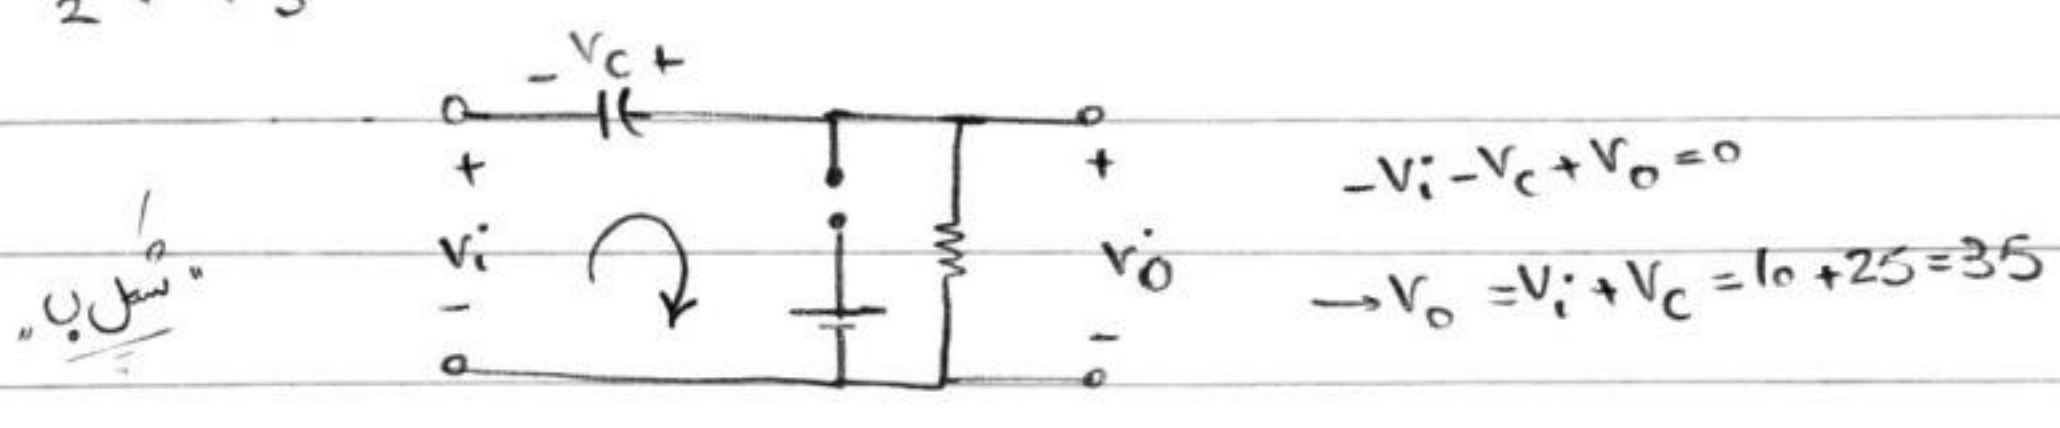 - Vc +
+
Vi
-
+
Vo
-
-Vi - Vc + Vo = 0
→ Vo = Vi + Vc = 10 + 25 = 35
"شکل ب"